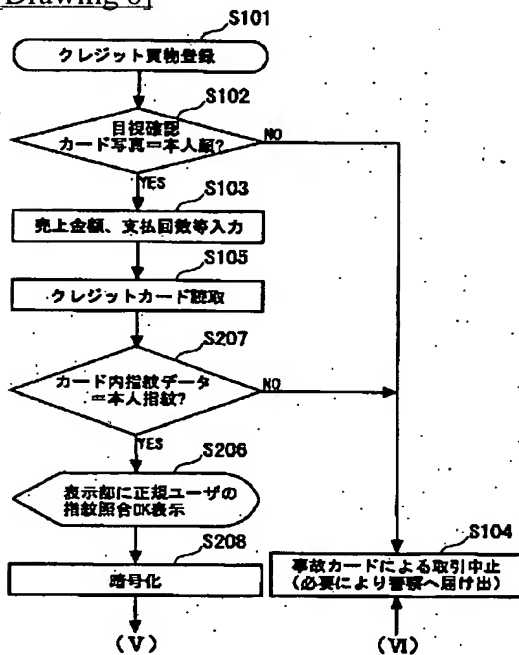 [Drawing 6]
S101
クレジット買物登録
S102
目視確認
カード写真＝本人顔?
NO
YES
S103
売上金額、支払回数等入力
S105
クレジットカード読取
S207
カード内指紋データ
＝本人指紋?
NO
YES
S206
表示部に正規ユーザの
指紋照合OK表示
S208
暗号化
S104
事故カードによる取引中止
(必要により警察へ届け出)
(V)
(VI)